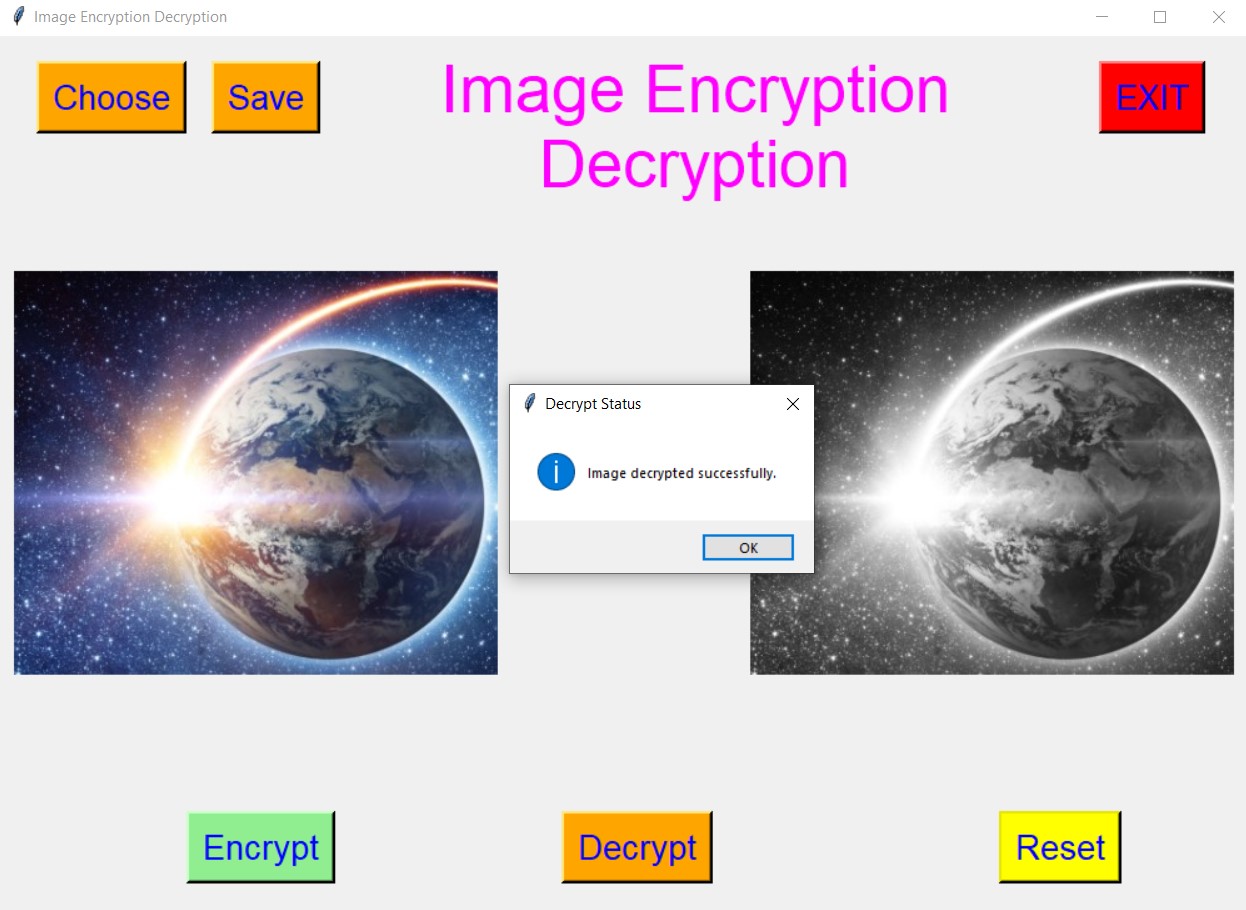 Image Encryption Decryption
Choose
Save
Image Encryption
Decryption
EXIT
Decrypt Status
Image decrypted successfully.
OK
Encrypt
Decrypt
Reset